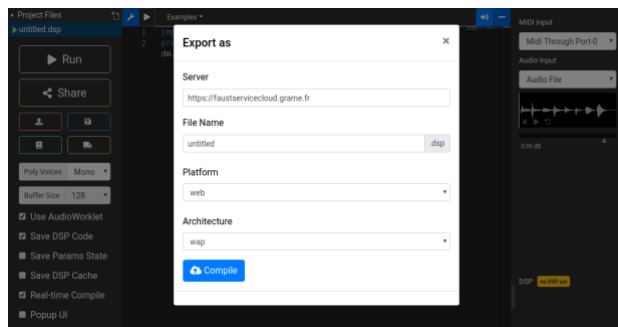 Project Files
untitled.dsp
Run
Share
Poly Voices Mono
Buffer Size 128
Use AudioWorklet
Save DSP Code
Save Params State
Save DSP Cache
Real-time Compile
Popup UI
Examples
1
2
Export as
×
Server
https://faustservicecloud.grame.fr
File Name
untitled .dsp
Platform
web
Architecture
wap
Compile
MIDI Input
Midi Through Port-0
Audio Input
Audio File
0.00 dB
DSP no DSP yet